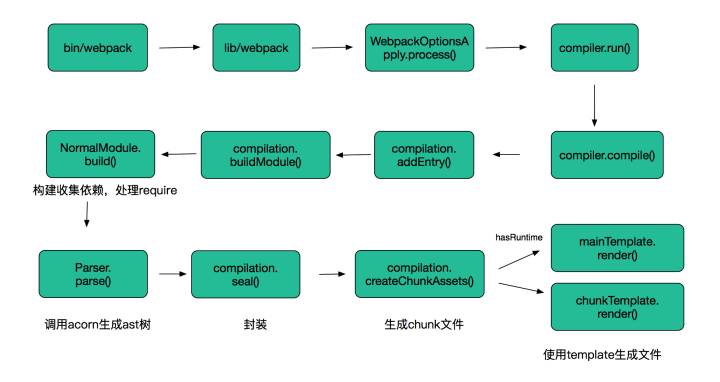 bin/webpack
lib/webpack
WebpackOptionsA
pply.process()
compiler.run()
NormalModule.
build()
compilation.
buildModule()
compilation.
addEntry()
compiler.compile()
构建收集依赖，处理require
hasRuntime
Parser.
parse()
compilation.
seal()
compilation.
createChunkAssets()
mainTemplate.
render()
chunkTemplate.
render()
调用acorn生成ast树
封装
生成chunk文件
使用template生成文件